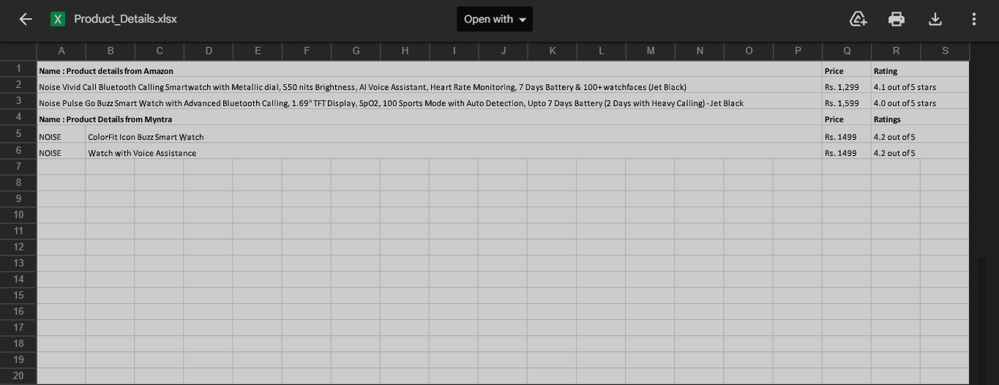 X Product_Details.xlsx Open with
A B C D E F G H I J K L M N O P Q R S
1 Name : Product details from Amazon Price Rating
2 Noise Vivid Call Bluetooth Calling Smartwatch with Metallic dial, 550 nits Brightness, AI Voice Assistant, Heart Rate Monitoring, 7 Days Battery & 100+ watchfaces (Jet Black) Rs. 1,299 4.1 out of 5 stars
3 Noise Pulse Go Buzz Smart Watch with Advanced Bluetooth Calling, 1.69" TFT Display, SpO2, 100 Sports Mode with Auto Detection, Upto 7 Days Battery (2 Days with Heavy Calling) - Jet Black Rs. 1,599 4.0 out of 5 stars
4 Name : Product Details from Myntra Price Ratings
5 NOISE ColorFit Icon Buzz Smart Watch Rs. 1499 4.2 out of 5
6 NOISE Watch with Voice Assistance Rs. 1499 4.2 out of 5
7
8
9
10
11
12
13
14
15
16
17
18
19
20